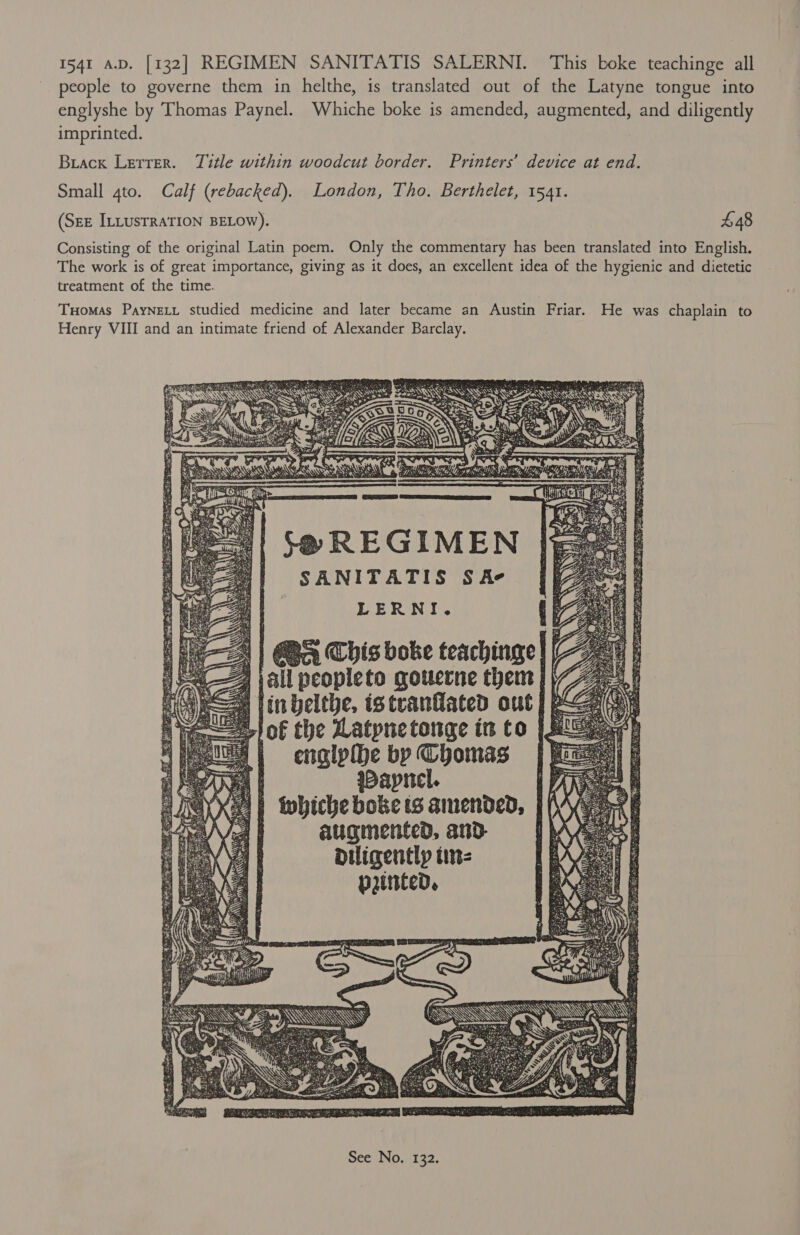 1541 A.D. [132] REGIMEN SANITATIS SALERNI. This boke teachinge all
people to governe them in helthe, is translated out of the Latyne tongue into
englyshe by Thomas Paynel. Whiche boke is amended, augmented, and diligently
imprinted.
BLACK LETTER. Title within woodcut border. Printers' device at end.
Small 4to. Calf (rebacked). London, Tho. Berthelet, 1541.
(SEE ILLUSTRATION BELOW). £48
Consisting of the original Latin poem. Only the commentary has been translated into English.
The work is of great importance, giving as it does, an excellent idea of the hygienic and dietetic
treatment of the time.
THOMAS PAYNELL studied medicine and later became an Austin Friar. He was chaplain to
Henry VIII and an intimate friend of Alexander Barclay.
REGIMEN
SANITATIS SA-
LERNI.
This boke teachinge
all people to gouerne them
in helthe, is tranſlated out
of the Latyne tonge in to
englyſhe by Thomas
Paynel.
whiche boke is amended,
augmented, and
diligently im-
printed.
See No. 132.